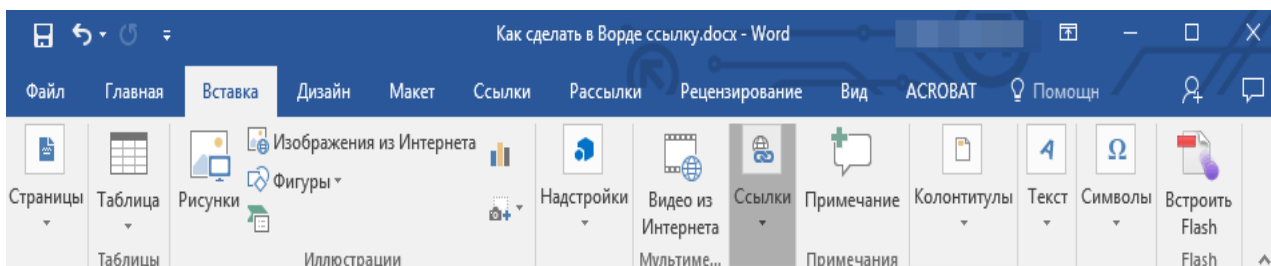 Как сделать в Ворде ссылку.docx - Word
Файл Главная Вставка Дизайн Макет Ссылки Рассылки Рецензирование Вид ACROBAT Помощн
Изображения из Интернета
Фигуры
Страницы Таблица Рисунки Надстройки Видео из Интернета Ссылки Примечание Колонтитулы Текст Символы Встроить Flash
Таблицы Иллюстрации Мультиме... Примечания Flash